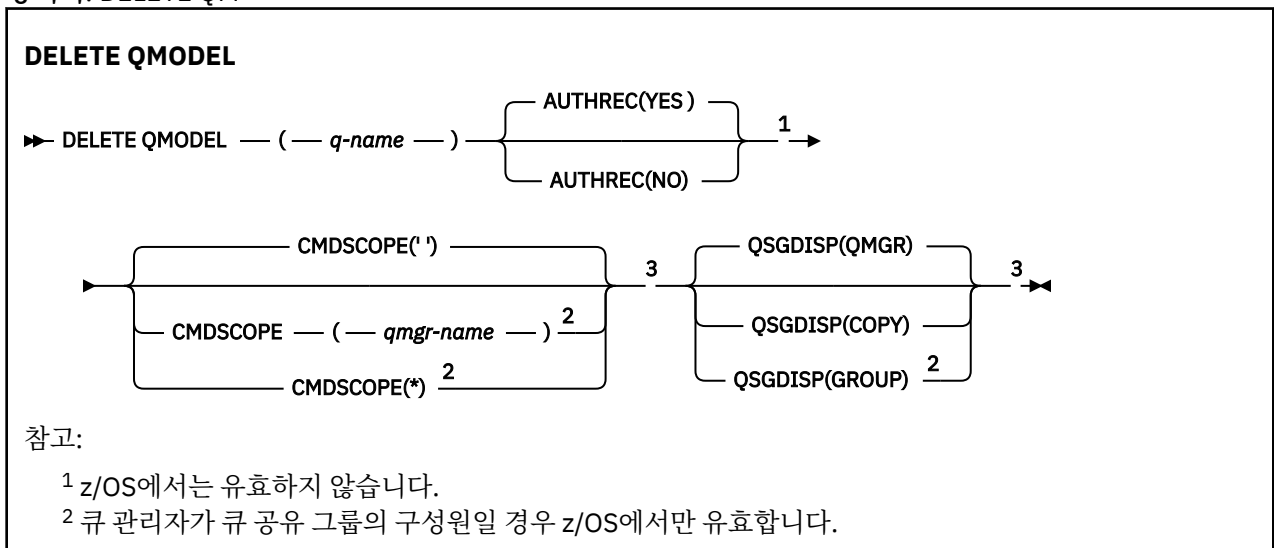 DELETE QMODEL
AUTHREC(YES )
DELETE QMODEL ( q-name ) 1
AUTHREC(NO)
CMDSCOPE(' ') QSGDISP(QMGR)
3 3
CMDSCOPE ( qmgr-name ) 2 QSGDISP(COPY)
CMDSCOPE(*) 2 QSGDISP(GROUP) 2
참고:
1 z/OS에서는 유효하지 않습니다.
2 큐 관리자가 큐 공유 그룹의 구성원일 경우 z/OS에서만 유효합니다.